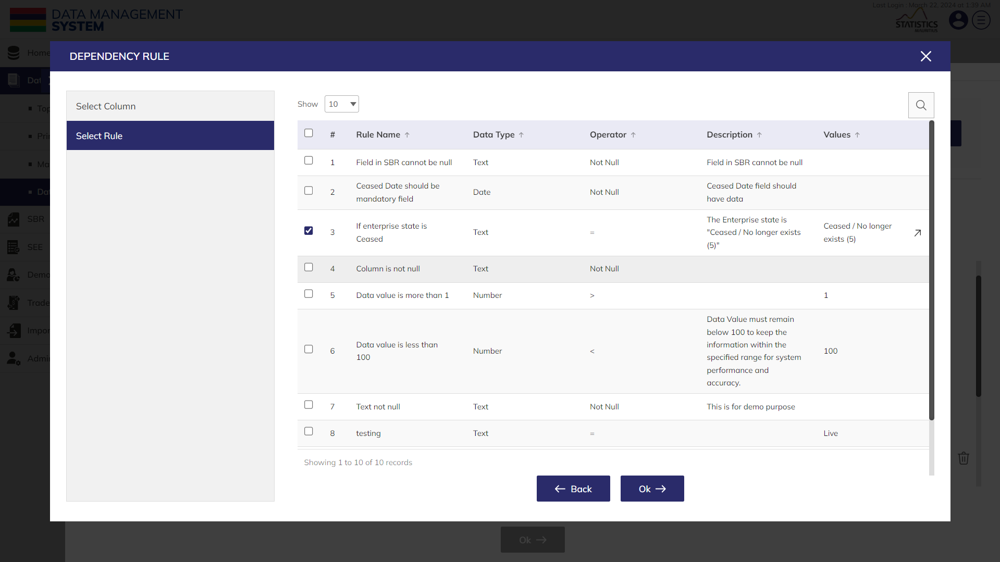 Last Login : March 22, 2024 at 1:39 AM
DATA MANAGEMENT
SYSTEM
STATISTICS
MAURITIUS
Home
DEPENDENCY RULE
Dat
Top
Pri
Ma
Dat
SBR
SEE
Demo
Trade
Impor
Admi
Select Column
Select Rule
Show 10
# Rule Name Data Type Operator Description Values
1 Field in SBR cannot be null Text Not Null Field in SBR cannot be null
2 Ceased Date should be mandatory field Date Not Null Ceased Date field should have data
3 If enterprise state is Ceased Text = The Enterprise state is "Ceased / No longer exists (5)" Ceased / No longer exists (5)
4 Column is not null Text Not Null
5 Data value is more than 1 Number > 1
6 Data value is less than 100 Number < Data Value must remain below 100 to keep the information within the specified range for system performance and accuracy. 100
7 Text not null Text Not Null This is for demo purpose
8 testing Text = Live
Showing 1 to 10 of 10 records
Back
Ok
Ok